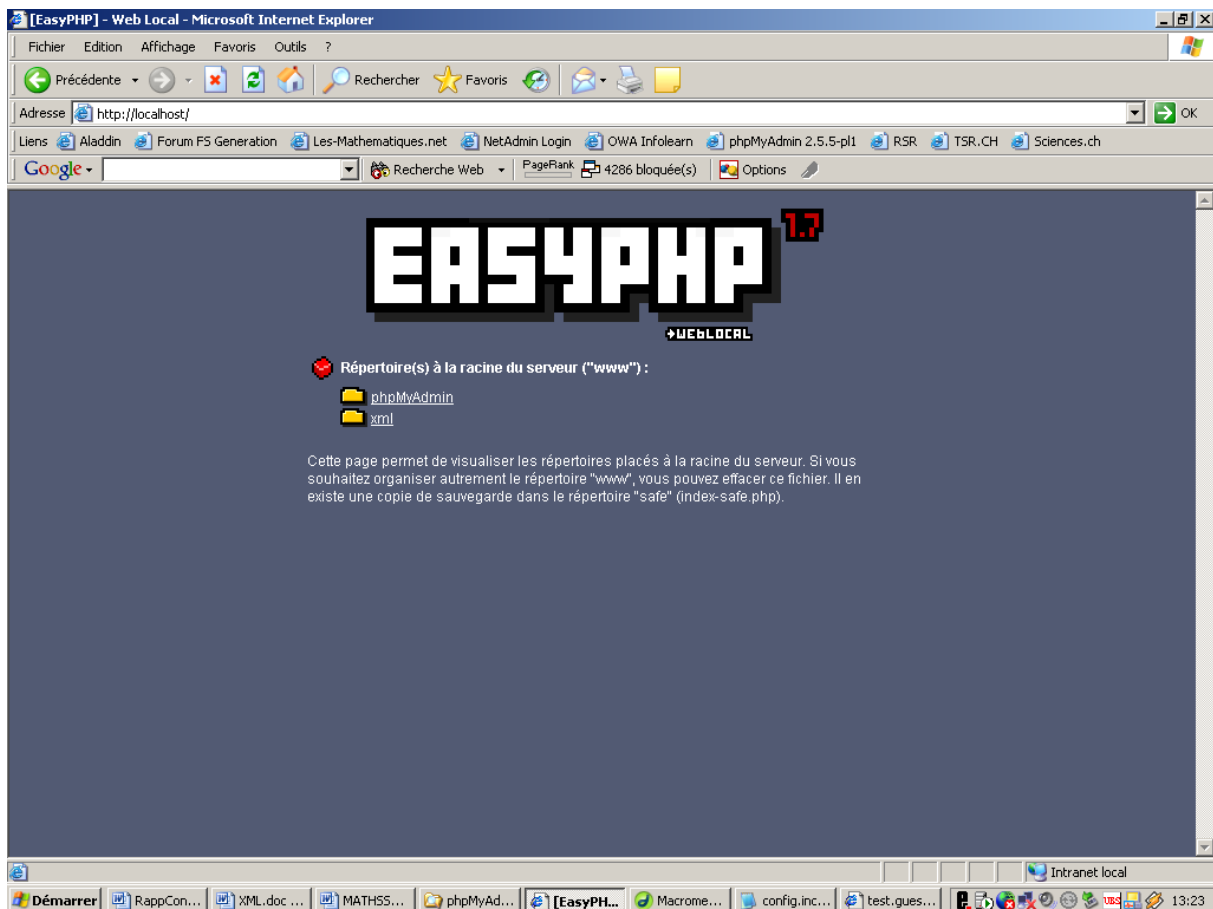 [EasyPHP] - Web Local - Microsoft Internet Explorer
Fichier Edition Affichage Favoris Outils ?
Précédente Rechercher Favoris
Adresse http://localhost/ OK
Liens Aladdin Forum FS Generation Les-Mathematiques.net NetAdmin Login OWA Infolearn phpMyAdmin 2.5.5-pl1 RSR TSR.CH Sciences.ch
Google Recherche Web PageRank 4286 bloquée(s) Options
EASYPHP 1.7
WEBLOCAL
Répertoire(s) à la racine du serveur ("www") :
phpMyAdmin
xml
Cette page permet de visualiser les répertoires placés à la racine du serveur. Si vous
souhaitez organiser autrement le répertoire "www", vous pouvez effacer ce fichier. Il en
existe une copie de sauvegarde dans le répertoire "safe" (index-safe.php).
Intranet local
Démarrer RappCon... XML.doc ... MATHSS... phpMyAd... [EasyPH... Macrome... config.inc... test.gues... UBS 13:23